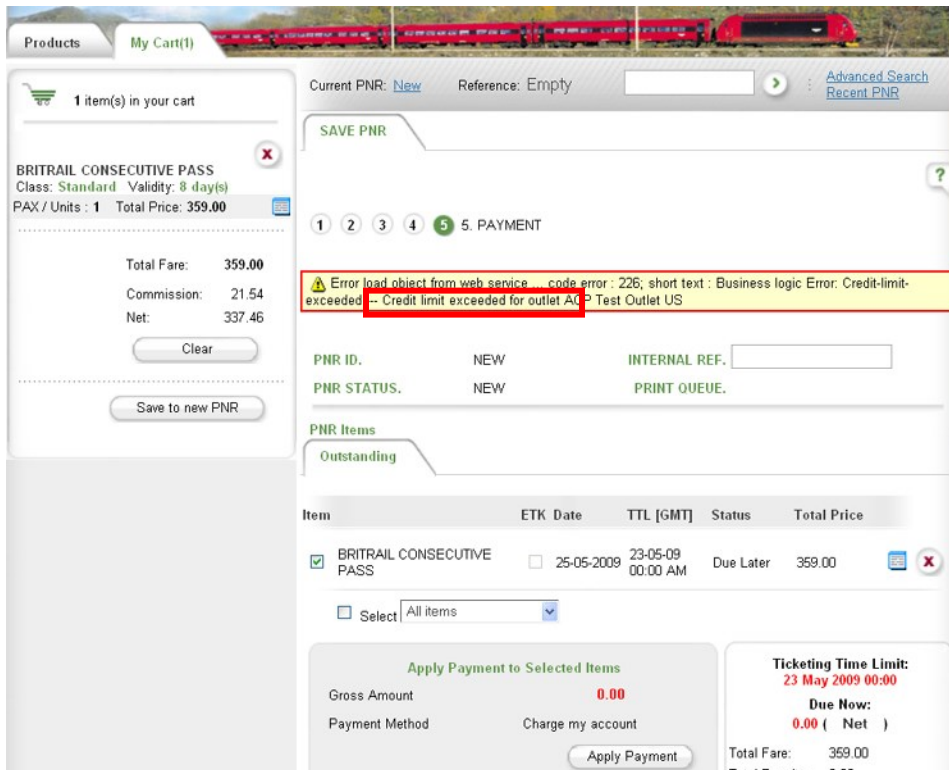 Products
My Cart(1)
1 item(s) in your cart
BRITRAIL CONSECUTIVE PASS
Class: Standard Validity: 8 day(s)
PAX / Units : 1 Total Price: 359.00
Total Fare: 359.00
Commission: 21.54
Net: 337.46
Clear
Save to new PNR
Current PNR: New Reference: Empty
Advanced Search
Recent PNR
SAVE PNR
?
1 2 3 4 5 5. PAYMENT
Error load object from web service ... code error : 226; short text : Business logic Error: Credit-limit-
exceeded -- Credit limit exceeded for outlet ACP Test Outlet US
PNR ID. NEW INTERNAL REF.
PNR STATUS. NEW PRINT QUEUE.
PNR Items
Outstanding
Item ETK Date TTL [GMT] Status Total Price
BRITRAIL CONSECUTIVE
PASS 25-05-2009 23-05-09
00:00 AM Due Later 359.00
Select All items
Apply Payment to Selected Items
Gross Amount 0.00
Payment Method Charge my account
Apply Payment
Ticketing Time Limit:
23 May 2009 00:00
Due Now:
0.00 ( Net )
Total Fare: 359.00